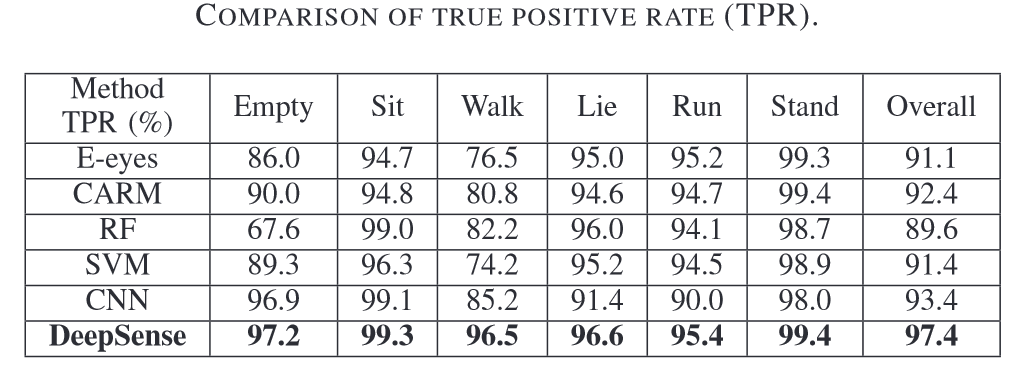 COMPARISON OF TRUE POSITIVE RATE (TPR).
Method TPR (%) Empty Sit Walk Lie Run Stand Overall
E-eyes 86.0 94.7 76.5 95.0 95.2 99.3 91.1
CARM 90.0 94.8 80.8 94.6 94.7 99.4 92.4
RF 67.6 99.0 82.2 96.0 94.1 98.7 89.6
SVM 89.3 96.3 74.2 95.2 94.5 98.9 91.4
CNN 96.9 99.1 85.2 91.4 90.0 98.0 93.4
DeepSense 97.2 99.3 96.5 96.6 95.4 99.4 97.4